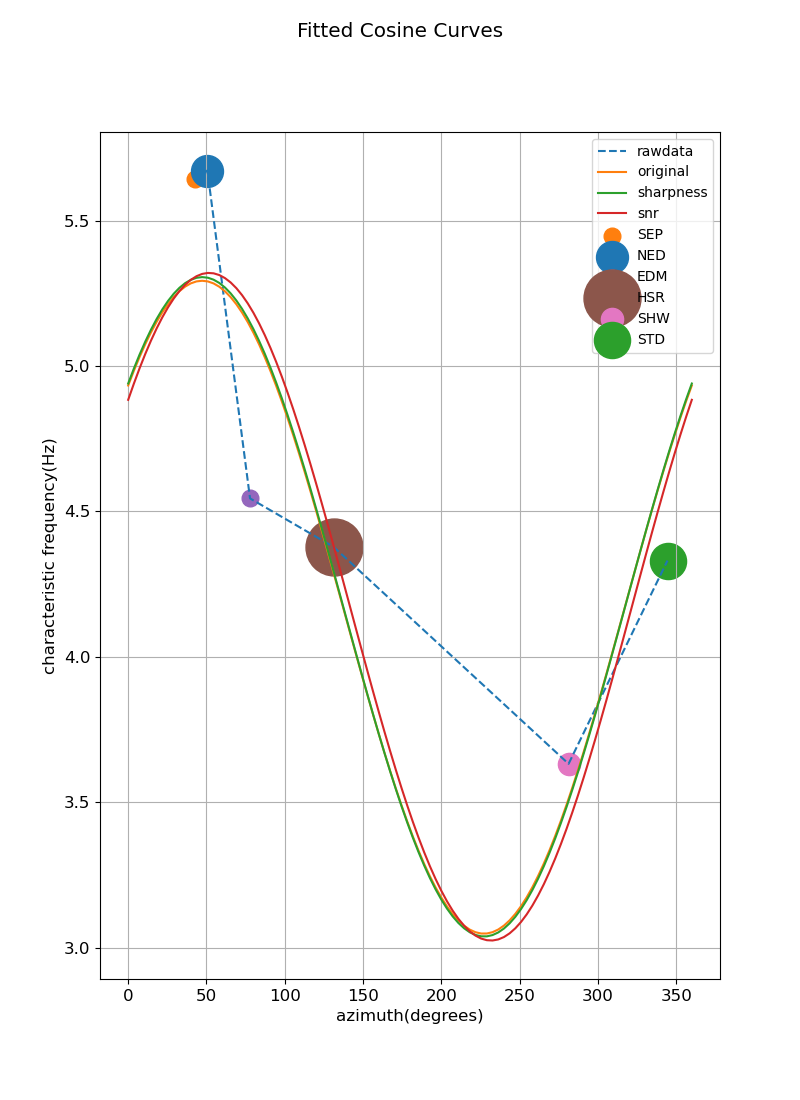 Fitted Cosine Curves
rawdata
original
sharpness
snr
SEP
NED
EDM
HSR
SHW
STD
5.5
5.0
4.5
4.0
3.5
3.0
characteristic frequency(Hz)
0 50 100 150 200 250 300 350
azimuth(degrees)